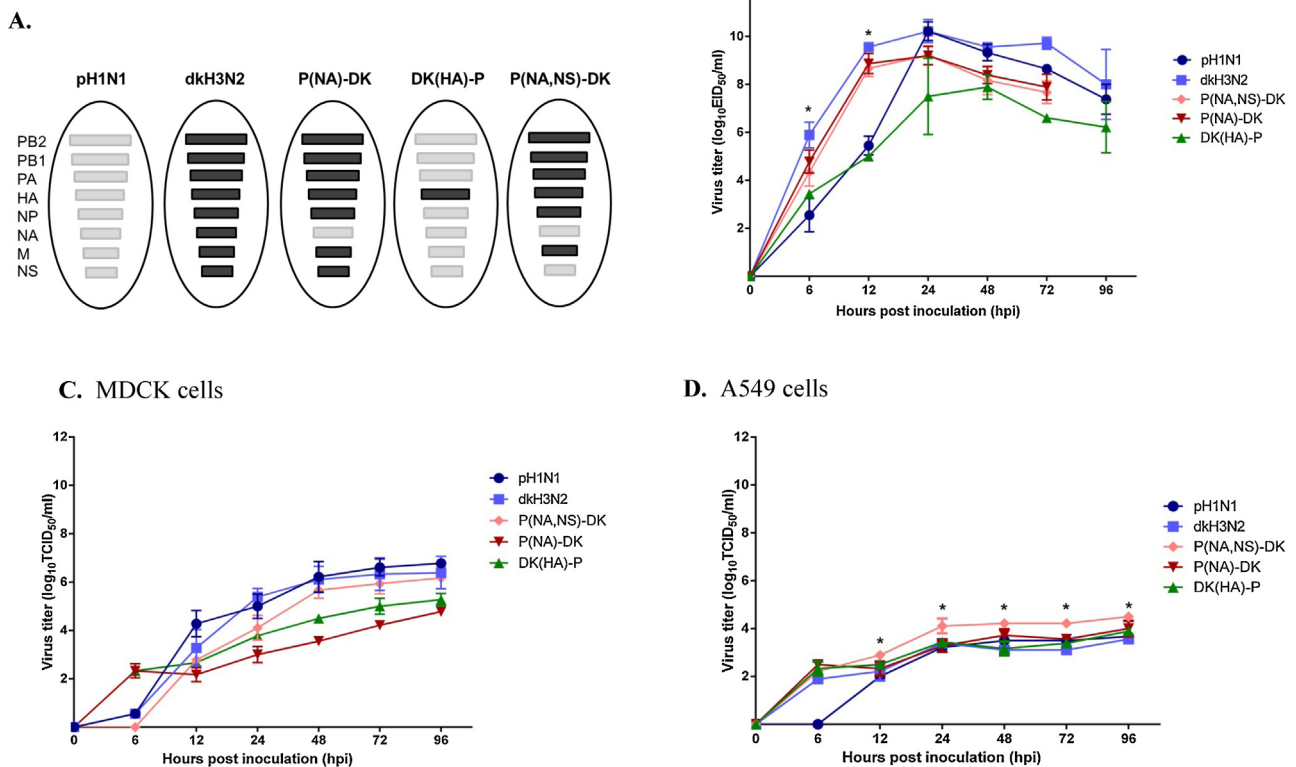 A.
pH1N1 dkH3N2 P(NA)-DK DK(HA)-P P(NA,NS)-DK
PB2
PB1
PA
HA
NP
NA
M
NS
Virus titer (log10EID50/ml)
10
8
6
4
2
* *
0 6 12 24 48 72 96
Hours post inoculation (hpi)
pH1N1
dkH3N2
P(NA,NS)-DK
P(NA)-DK
DK(HA)-P
C. MDCK cells
Virus titer (log10TCID50/ml)
12
10
8
6
4
2
0 6 12 24 48 72 96
Hours post inoculation (hpi)
pH1N1
dkH3N2
P(NA,NS)-DK
P(NA)-DK
DK(HA)-P
D. A549 cells
Virus titer (log10TCID50/ml)
12
10
8
6
4
2
* * * * *
0 6 12 24 48 72 96
Hours post inoculation (hpi)
pH1N1
dkH3N2
P(NA,NS)-DK
P(NA)-DK
DK(HA)-P